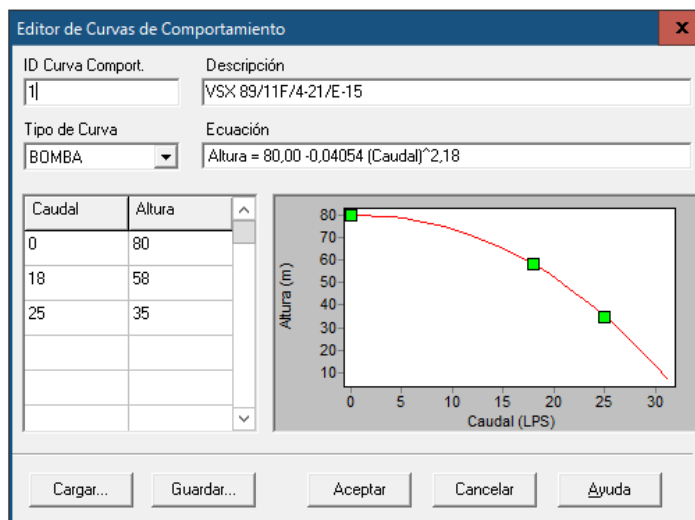 Editor de Curvas de Comportamiento
x
ID Curva Comport.
Descripción
1
VSX 89/11F/4-21/E-15
Tipo de Curva
Ecuación
BOMBA
Altura = 80,00 -0,04054 (Caudal)^2,18
Caudal Altura
0 80
18 58
25 35
80
70
60
50
40
30
20
10
Altura (m)
0 5 10 15 20 25 30
Caudal (LPS)
Cargar... Guardar... Aceptar Cancelar Ayuda